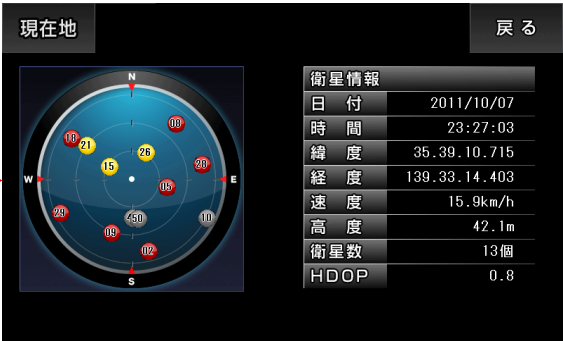 現在地
戻る
N
08
18
21
26
15
28
W
E
05
29
50
10
09
02
S
衛星情報
日 付 2011/10/07
時 間 23:27:03
緯 度 35.39.10.715
経 度 139.33.14.403
速 度 15.9km/h
高 度 42.1m
衛星数 13個
HDOP 0.8